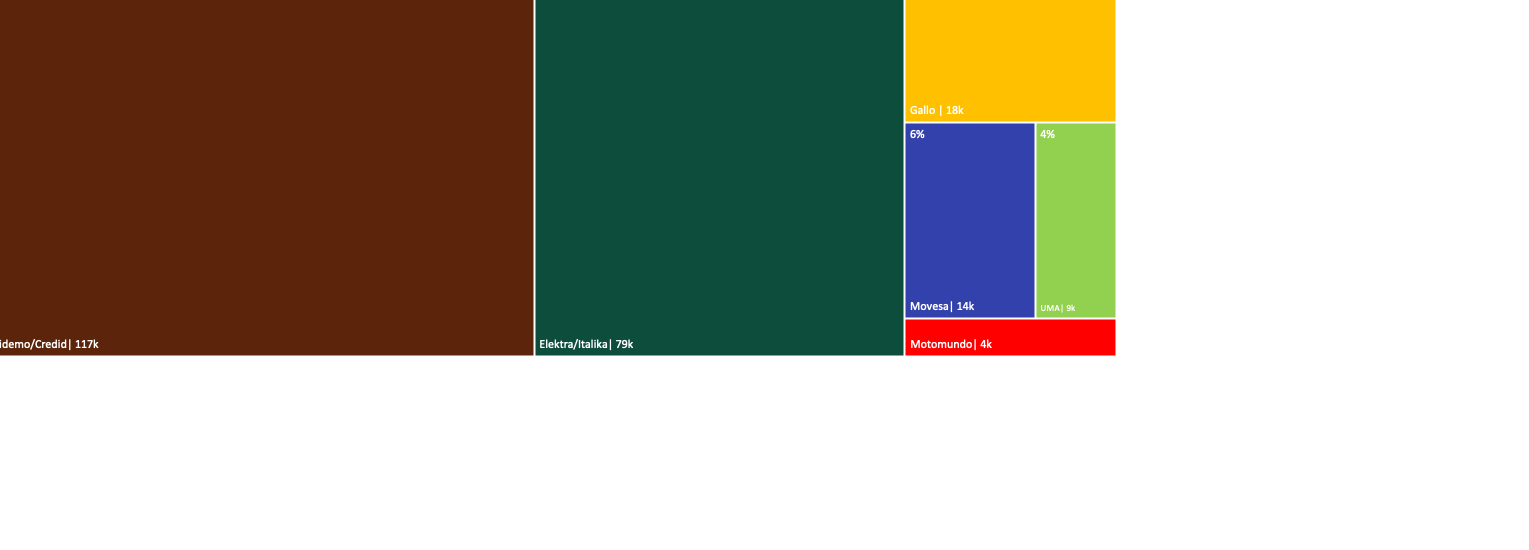 idemo/Credid| 117k
Elektra/Italika| 79k
Gallo | 18k
6%
Movesa| 14k
4%
UMA| 9k
Motomundo| 4k